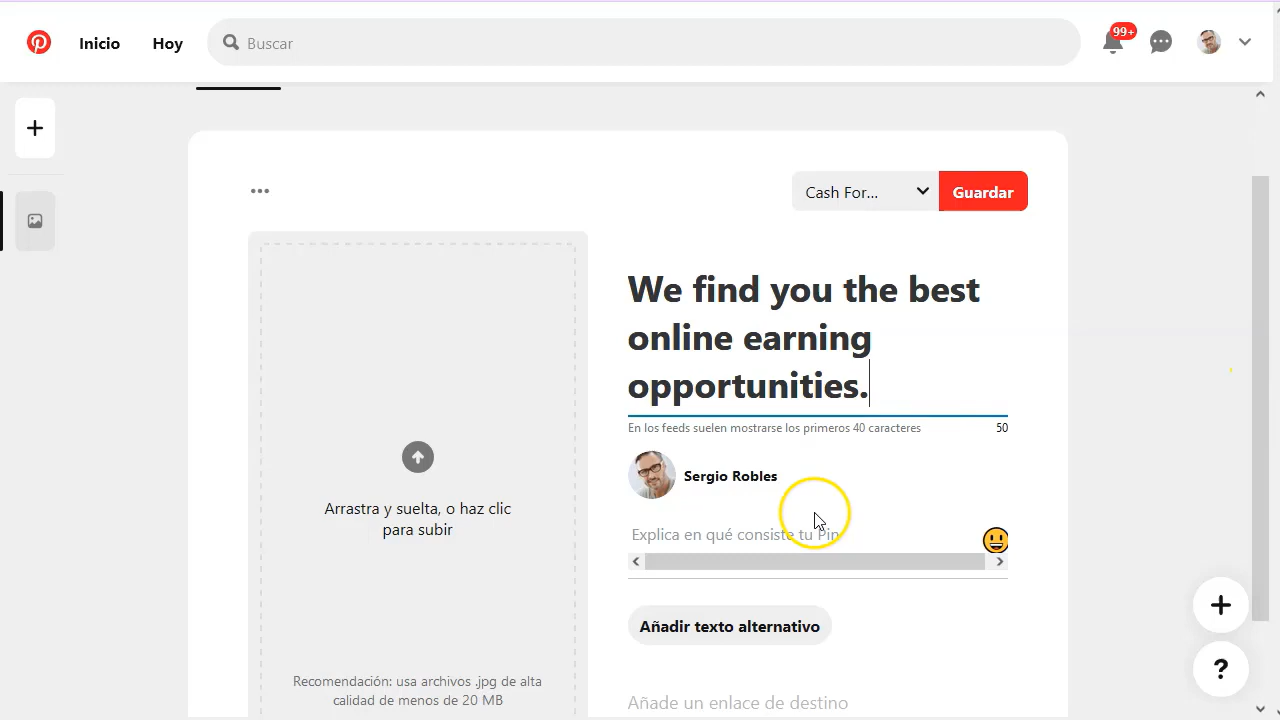 Inicio
Hoy
Buscar
99+
Cash For...
Guardar
We find you the best
online earning
opportunities.
En los feeds suelen mostrarse los primeros 40 caracteres
50
Sergio Robles
Explica en qué consiste tu Pin
Añadir texto alternativo
Añade un enlace de destino
Arrastra y suelta, o haz clic
para subir
Recomendación: usa archivos .jpg de alta
calidad de menos de 20 MB
?